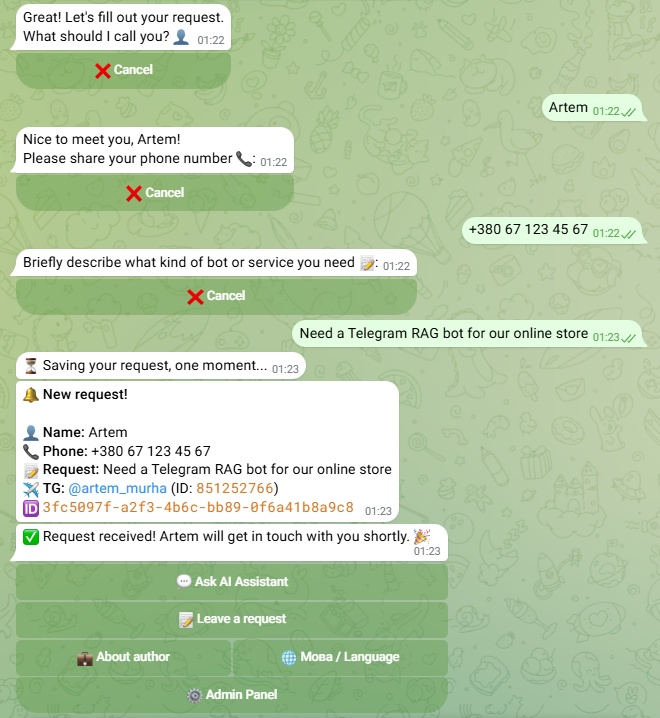 Great! Let's fill out your request.
What should I call you? 👤 01:22
❌ Cancel
Artem 01:22
Nice to meet you, Artem!
Please share your phone number 📞: 01:22
❌ Cancel
+380 67 123 45 67 01:22
Briefly describe what kind of bot or service you need 📝: 01:22
❌ Cancel
Need a Telegram RAG bot for our online store 01:23
⏳ Saving your request, one moment... 01:23
🔔 New request!
👤 Name: Artem
📞 Phone: +380 67 123 45 67
📝 Request: Need a Telegram RAG bot for our online store
✈️ TG: @artem_murha (ID: 851252766)
🆔 3fc5097f-a2f3-4b6c-bb89-0f6a41b8a9c8 01:23
✅ Request received! Artem will get in touch with you shortly. 🎉
01:23
💬 Ask AI Assistant
📝 Leave a request
💼 About author
🌐 Мова / Language
⚙️ Admin Panel